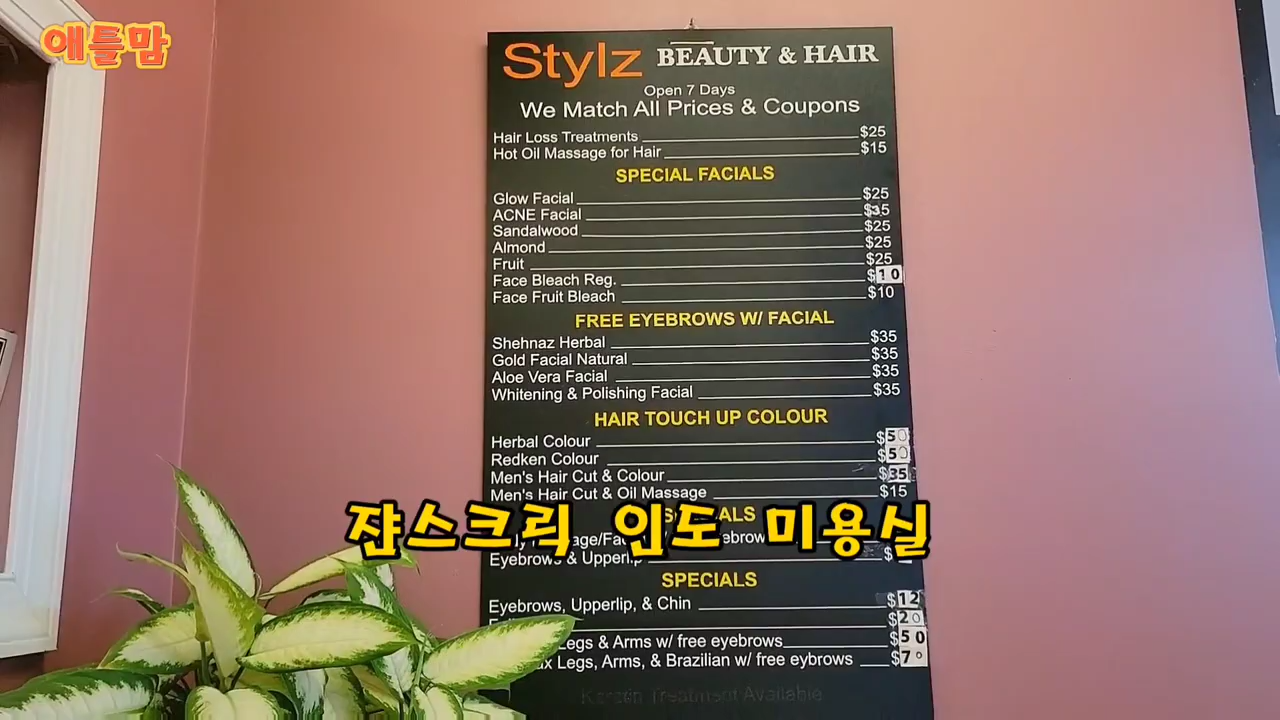 애틀맘
Stylz BEAUTY & HAIR
Open 7 Days
We Match All Prices & Coupons
Hair Loss Treatments $25
Hot Oil Massage for Hair $15
SPECIAL FACIALS
Glow Facial $25
ACNE Facial $35
Sandalwood $25
Almond $25
Fruit $25
Face Bleach Reg. $10
Face Fruit Bleach $10
FREE EYEBROWS W/ FACIAL
Shehnaz Herbal $35
Gold Facial Natural $35
Aloe Vera Facial $35
Whitening & Polishing Facial $35
HAIR TOUCH UP COLOUR
Herbal Colour $50
Redken Colour $50
Men's Hair Cut & Colour $35
Men's Hair Cut & Oil Massage $15
쟌스크릭 인도 미용실
Eyebrows & Upperlip $
SPECIALS
Eyebrows, Upperlip, & Chin $12
$20
Legs & Arms w/ free eyebrows $50
Legs, Arms, & Brazilian w/ free eybrows $70
Keratin Treatment Available